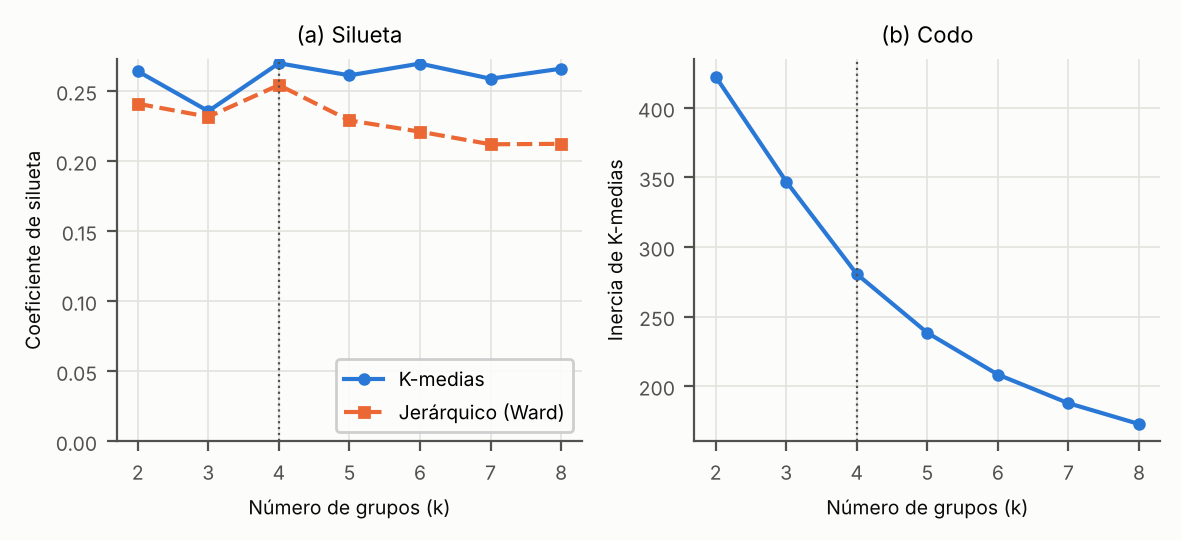 (a) Silueta
Coeficiente de silueta
0.25
0.20
0.15
0.10
0.05
0.00
K-medias
Jerárquico (Ward)
2 3 4 5 6 7 8
Número de grupos (k)
(b) Codo
Inercia de K-medias
400
350
300
250
200
2 3 4 5 6 7 8
Número de grupos (k)